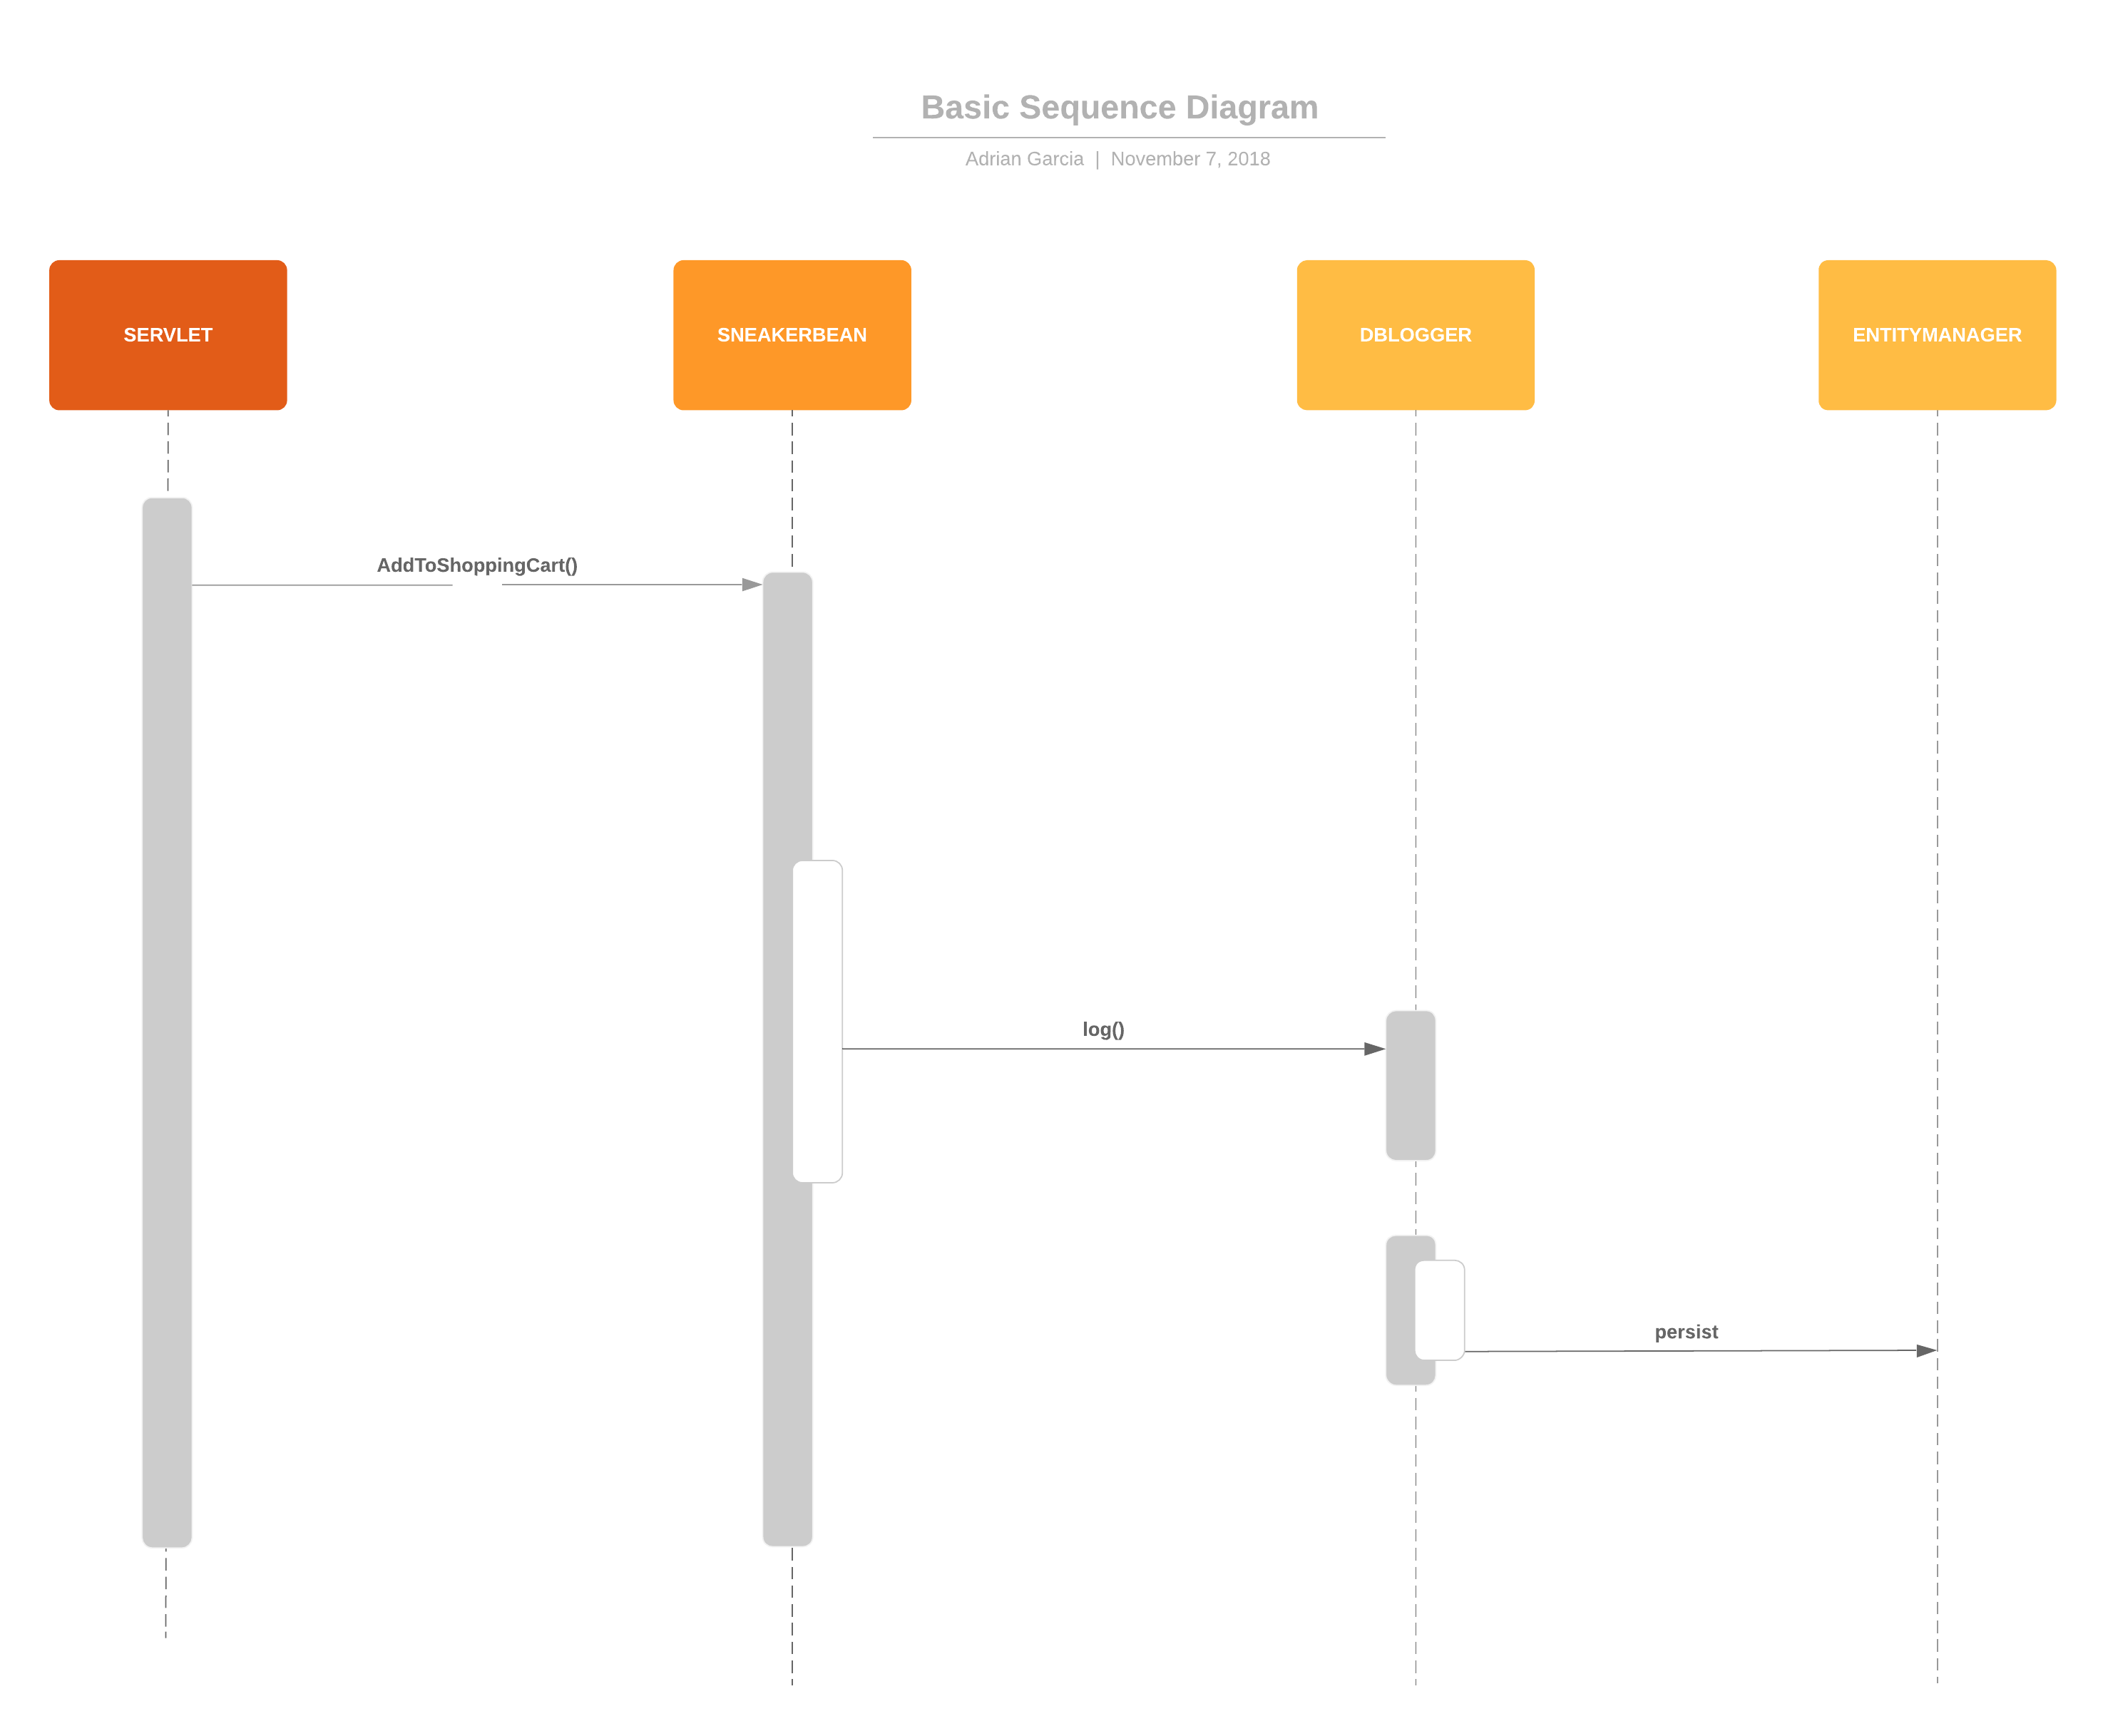 Basic Sequence Diagram
Adrian Garcia | November 7, 2018
SERVLET
SNEAKERBEAN
DBLOGGER
ENTITYMANAGER
AddToShoppingCart()
log()
persist